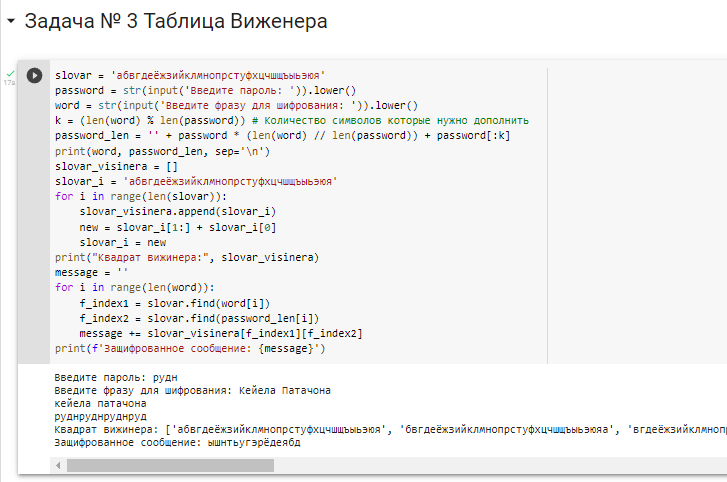 Задача № 3 Таблица Виженера
slovar = 'абвгдеёжзийклмнопрстуфхцчшщъыьэюя'
password = str(input('Введите пароль: ')).lower()
word = str(input('Введите фразу для шифрования: ')).lower()
k = (len(word) % len(password)) # Количество символов которые нужно дополнить
password_len = '' + password * (len(word) // len(password)) + password[:k]
print(word, password_len, sep='\n')
slovar_visinera = []
slovar_i = 'абвгдеёжзийклмнопрстуфхцчшщъыьэюя'
for i in range(len(slovar)):
    slovar_visinera.append(slovar_i)
    new = slovar_i[1:] + slovar_i[0]
    slovar_i = new
print("Квадрат вижинера:", slovar_visinera)
message = ''
for i in range(len(word)):
    f_index1 = slovar.find(word[i])
    f_index2 = slovar.find(password_len[i])
    message += slovar_visinera[f_index1][f_index2]
print(f'Защифрованное сообщение: {message}')
Введите пароль: рудн
Введите фразу для шифрования: Кейела Патачона
кейела патачона
руднруднруднруд
Квадрат вижинера: ['абвгдеёжзийклмнопрстуфхцчшщъыьэюя', 'бвгдеёжзийклмнопрстуфхцчшщъыьэюяа', 'вгдеёжзийклмноп
Защифрованное сообщение: ышнтьугэрёдеябд